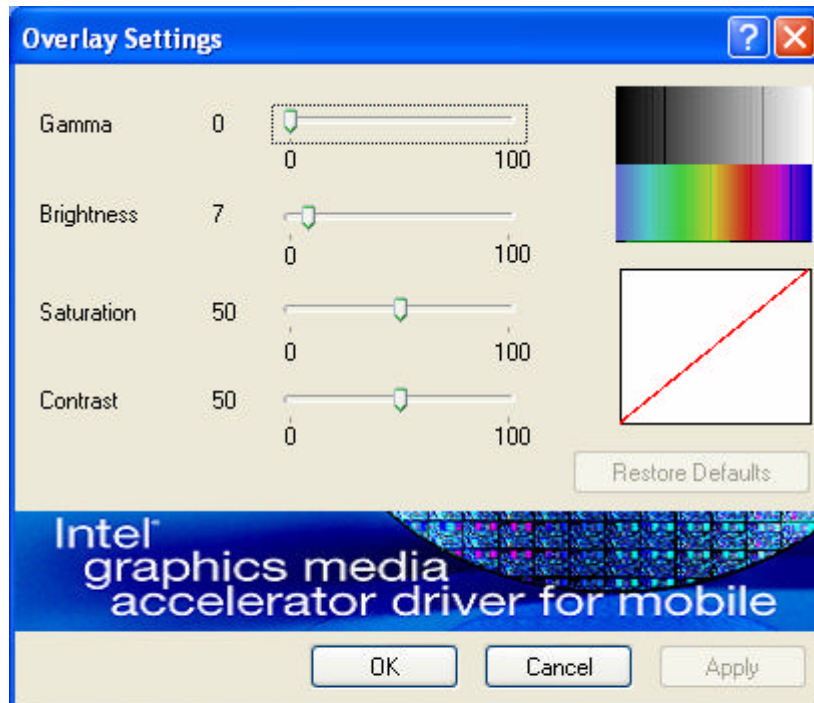 Overlay Settings
Gamma 0
0 100
Brightness 7
0 100
Saturation 50
0 100
Contrast 50
0 100
Restore Defaults
Intel™
graphics media
accelerator driver for mobile
OK Cancel Apply